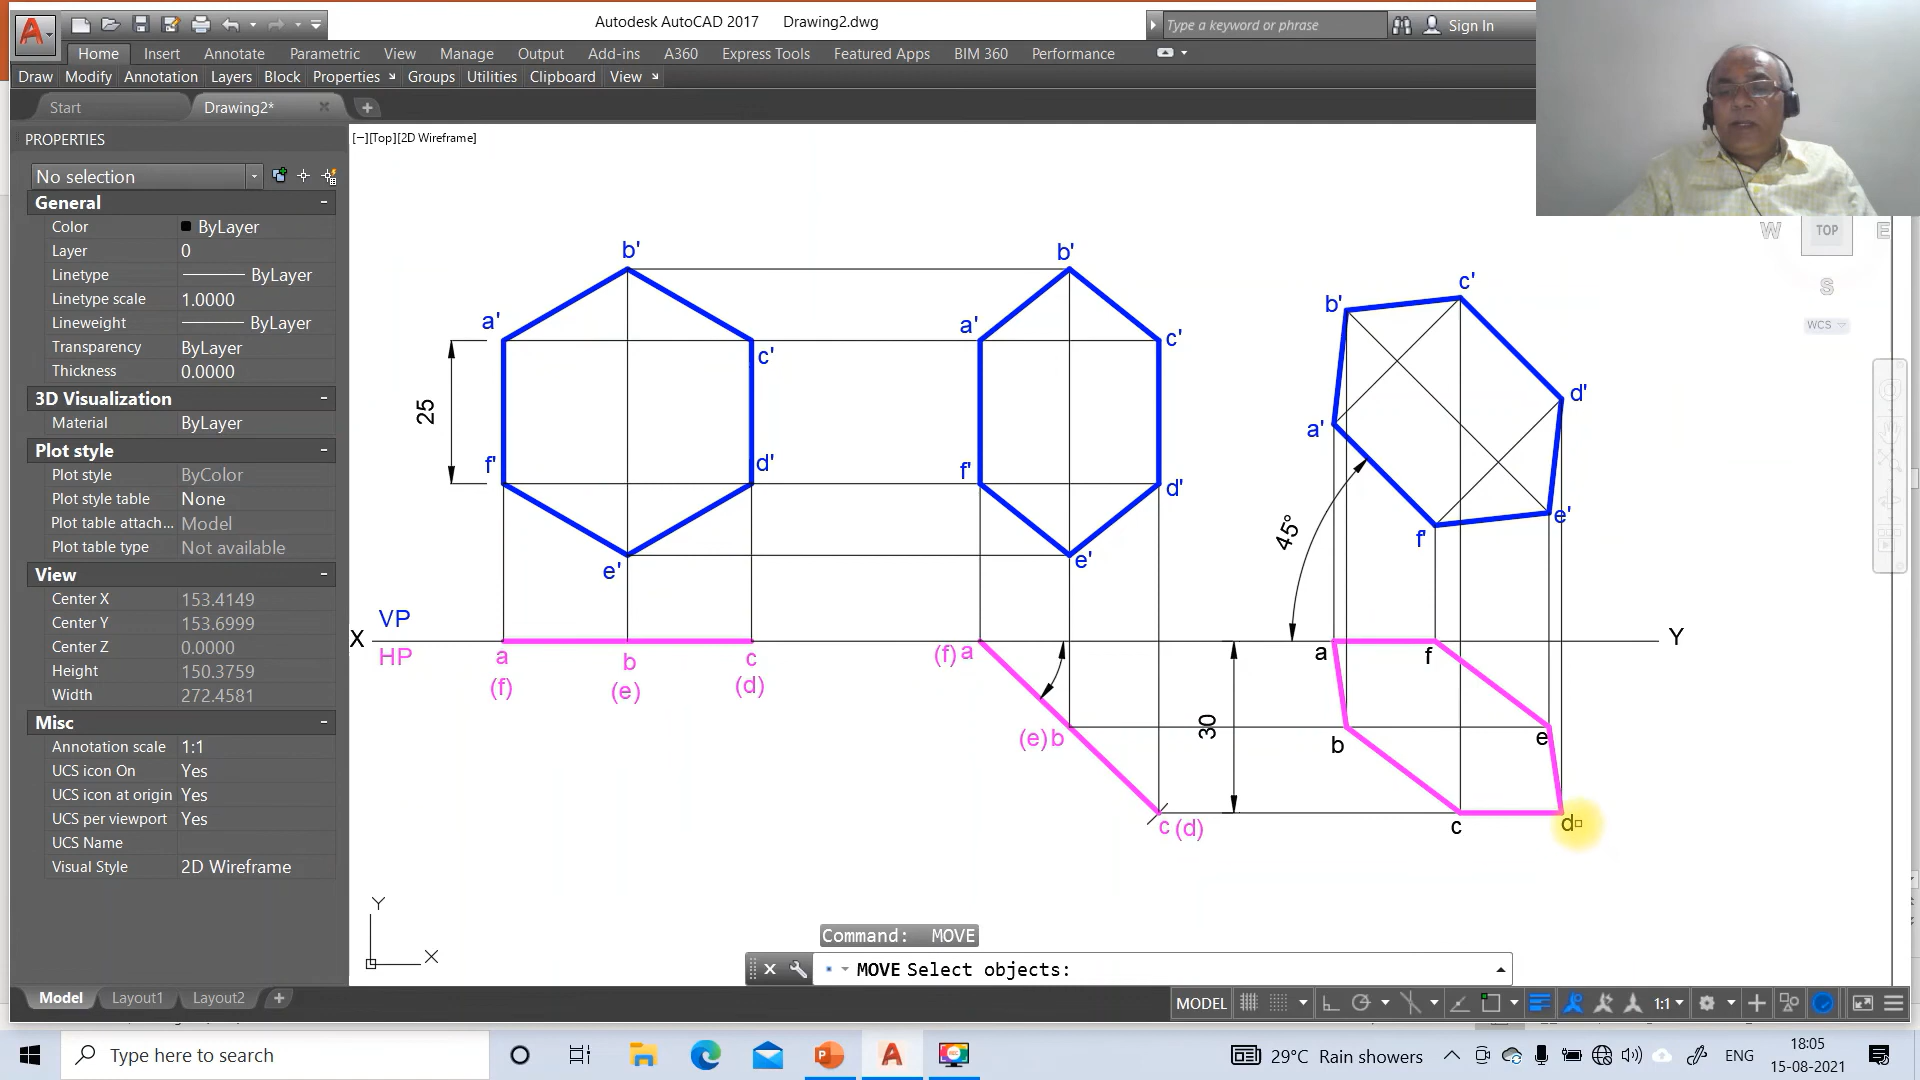 Autodesk AutoCAD 2017 Drawing2.dwg
Type a keyword or phrase
Sign In
Home Insert Annotate Parametric View Manage Output Add-ins A360 Express Tools Featured Apps BIM 360 Performance
Draw Modify Annotation Layers Block Properties Groups Utilities Clipboard View
Start Drawing2*
PROPERTIES
No selection
General
Color ByLayer
Layer 0
Linetype ByLayer
Linetype scale 1.0000
Lineweight ByLayer
Transparency ByLayer
Thickness 0.0000
3D Visualization
Material ByLayer
Plot style
Plot style ByColor
Plot style table None
Plot table attach... Model
Plot table type Not available
View
Center X 153.4149
Center Y 153.6999
Center Z 0.0000
Height 150.3759
Width 272.4581
Misc
Annotation scale 1:1
UCS icon On Yes
UCS icon at origin Yes
UCS per viewport Yes
UCS Name
Visual Style 2D Wireframe
[−][Top][2D Wireframe]
W TOP E
S
WCS
b' b' c'
b'
a' a' c' d'
c'
25 a'
f' d' f' d' e'
45° f'
e' e'
VP
X Y
HP
a b c (f) a a f
(f) (e) (d)
30
(e) b b e
c (d) c d
Y
X
Command: MOVE
MOVE Select objects:
Model Layout1 Layout2
MODEL 1:1
Type here to search
29°C Rain showers ENG
18:05
15-08-2021